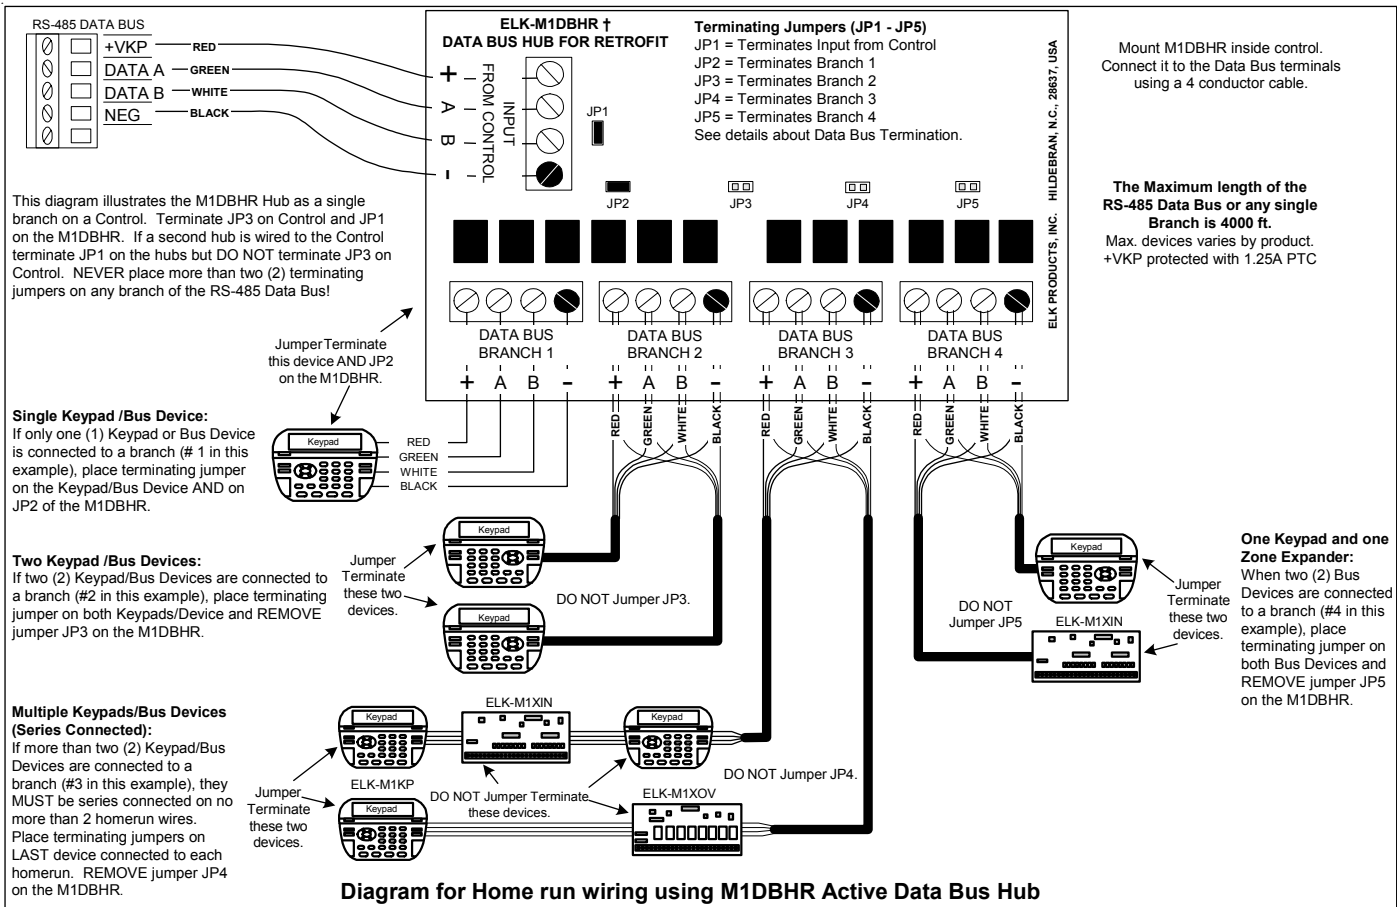 RS-485 DATA BUS
+VKP
RED
DATA A
GREEN
DATA B
WHITE
NEG
BLACK
ELK-M1DBHR †
DATA BUS HUB FOR RETROFIT
+
A
B
-
FROM CONTROL
INPUT
JP1
Terminating Jumpers (JP1 - JP5)
JP1 = Terminates Input from Control
JP2 = Terminates Branch 1
JP3 = Terminates Branch 2
JP4 = Terminates Branch 3
JP5 = Terminates Branch 4
See details about Data Bus Termination.
ELK PRODUCTS, INC. HILDEBRAN, N.C., 28637, USA
Mount M1DBHR inside control.
Connect it to the Data Bus terminals
using a 4 conductor cable.
The Maximum length of the
RS-485 Data Bus or any single
Branch is 4000 ft.
Max. devices varies by product.
+VKP protected with 1.25A PTC
JP2
JP3
JP4
JP5
This diagram illustrates the M1DBHR Hub as a single
branch on a Control. Terminate JP3 on Control and JP1
on the M1DBHR. If a second hub is wired to the Control
terminate JP1 on the hubs but DO NOT terminate JP3 on
Control. NEVER place more than two (2) terminating
jumpers on any branch of the RS-485 Data Bus!
DATA BUS
BRANCH 1
DATA BUS
BRANCH 2
DATA BUS
BRANCH 3
DATA BUS
BRANCH 4
+ A B -
+ A B -
+ A B -
+ A B -
Jumper Terminate
this device AND JP2
on the M1DBHR.
Single Keypad /Bus Device:
If only one (1) Keypad or Bus Device
is connected to a branch (# 1 in this
example), place terminating jumper
on the Keypad/Bus Device AND on
JP2 of the M1DBHR.
Keypad
RED
GREEN
WHITE
BLACK
RED
GREEN
WHITE
BLACK
RED
GREEN
WHITE
BLACK
RED
GREEN
WHITE
BLACK
Two Keypad /Bus Devices:
If two (2) Keypad/Bus Devices are connected to
a branch (#2 in this example), place terminating
jumper on both Keypads/Device and REMOVE
jumper JP3 on the M1DBHR.
Jumper
Terminate
these two
devices.
Keypad
Keypad
DO NOT Jumper JP3.
DO NOT
Jumper JP5
Keypad
ELK-M1XIN
Jumper
Terminate
these two
devices.
One Keypad and one
Zone Expander:
When two (2) Bus
Devices are connected
to a branch (#4 in this
example), place
terminating jumper on
both Bus Devices and
REMOVE jumper JP5
on the M1DBHR.
Multiple Keypads/Bus Devices
(Series Connected):
If more than two (2) Keypad/Bus
Devices are connected to a
branch (#3 in this example), they
MUST be series connected on no
more than 2 homerun wires.
Place terminating jumpers on
LAST device connected to each
homerun. REMOVE jumper JP4
on the M1DBHR.
Jumper
Terminate
these two
devices.
Keypad
ELK-M1XIN
Keypad
ELK-M1KP
Keypad
DO NOT Jumper Terminate
these devices.
ELK-M1XOV
DO NOT Jumper JP4.
Diagram for Home run wiring using M1DBHR Active Data Bus Hub